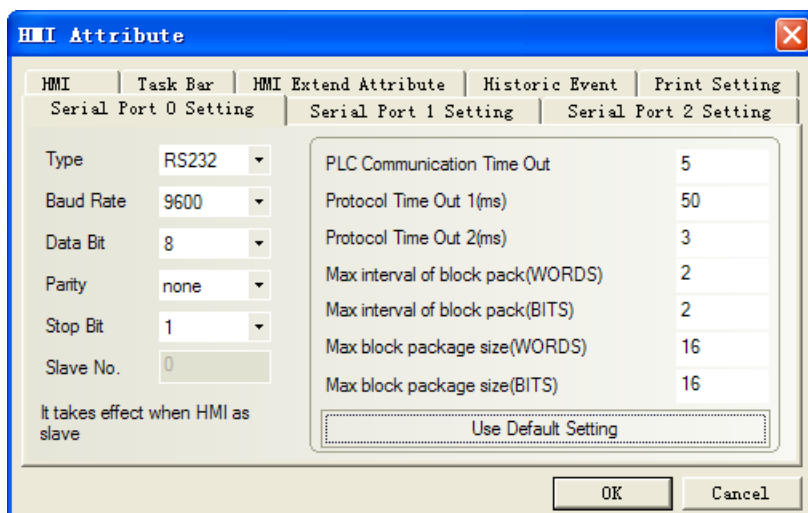 HMI Attribute
HMI
Task Bar
HMI Extend Attribute
Historic Event
Print Setting
Serial Port 0 Setting
Serial Port 1 Setting
Serial Port 2 Setting
Type
RS232
Baud Rate
9600
Data Bit
8
Parity
none
Stop Bit
1
Slave No.
0
It takes effect when HMI as
slave
PLC Communication Time Out
5
Protocol Time Out 1(ms)
50
Protocol Time Out 2(ms)
3
Max interval of block pack(WORDS)
2
Max interval of block pack(BITS)
2
Max block package size(WORDS)
16
Max block package size(BITS)
16
Use Default Setting
OK
Cancel